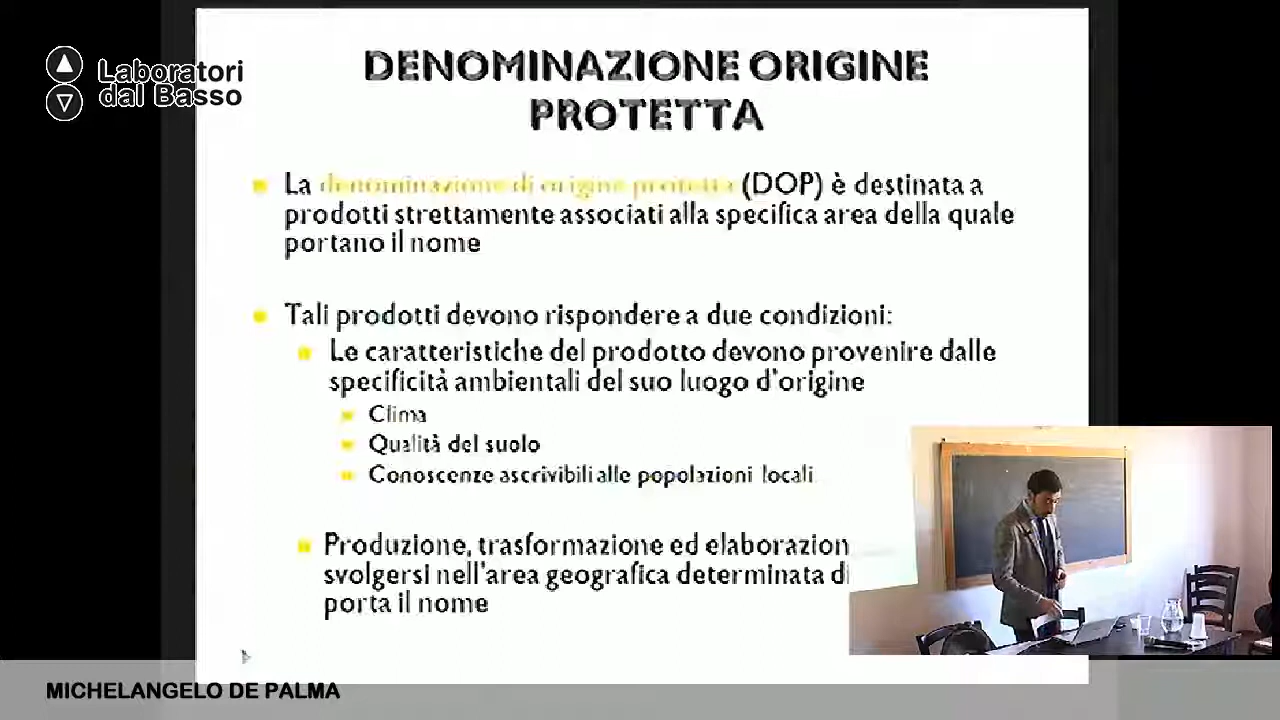 Laboratori
dal Basso
DENOMINAZIONE ORIGINE
PROTETTA
La denominazione di origine protetta (DOP) è destinata a
prodotti strettamente associati alla specifica area della quale
portano il nome
Tali prodotti devono rispondere a due condizioni:
Le caratteristiche del prodotto devono provenire dalle
specificità ambientali del suo luogo d'origine
Clima
Qualità del suolo
Conoscenze ascrivibili alle popolazioni locali
Produzione, trasformazione ed elaborazion
svolgersi nell'area geografica determinata di
porta il nome
MICHELANGELO DE PALMA